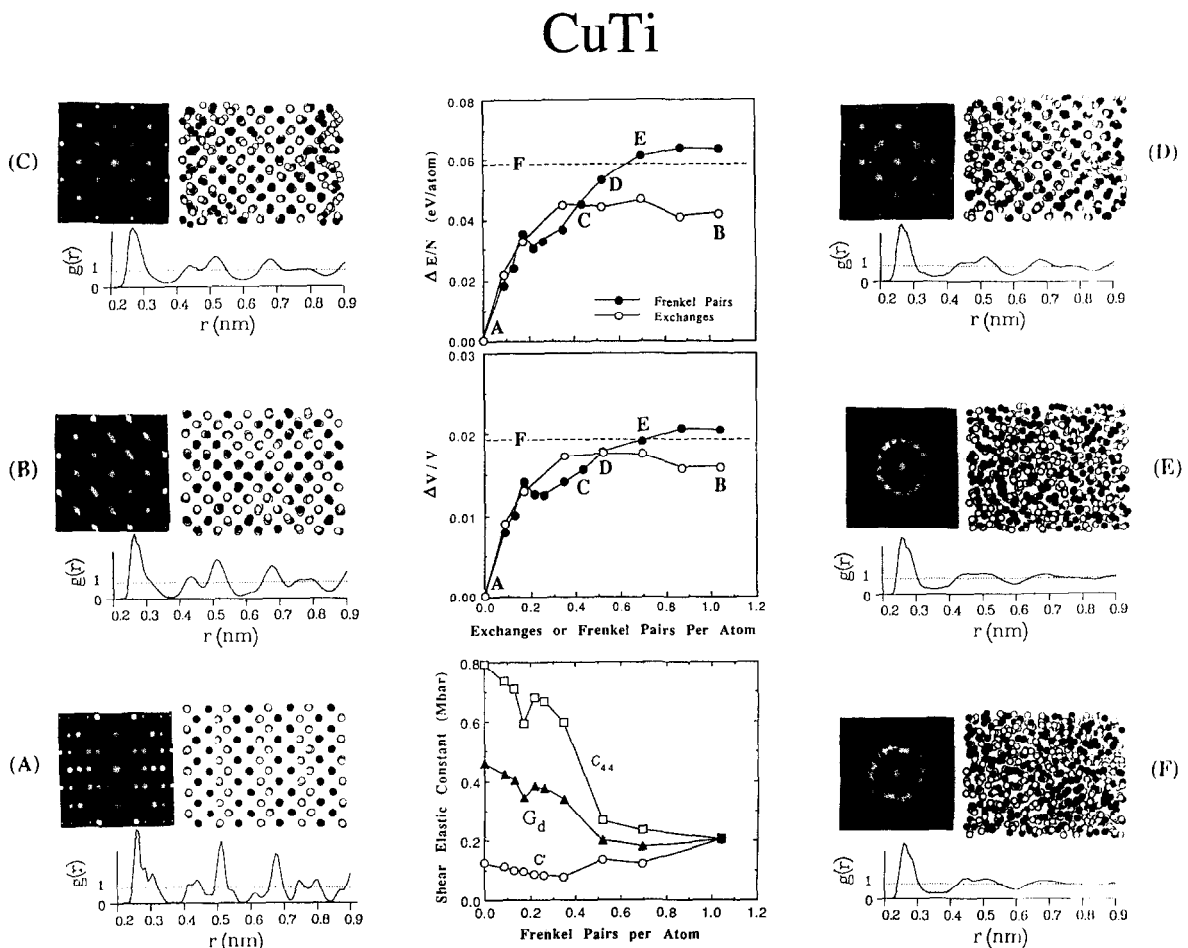 CuTi
(C)
g(r)
1
0
0.2 0.3 0.4 0.5 0.6 0.7 0.8 0.9
r (nm)
(B)
g(r)
1
0
0.2 0.3 0.4 0.5 0.6 0.7 0.8 0.9
r (nm)
(A)
g(r)
1
0
0.2 0.3 0.4 0.5 0.6 0.7 0.8 0.9
r (nm)
Δ E/N (eV/atom)
0.08
0.06
0.04
0.02
0.00
A
F
E
D
C
B
Frenkel Pairs
Exchanges
Δ V / V
0.03
0.02
0.01
0.00
A
F
E
D
C
B
0.0 0.2 0.4 0.6 0.8 1.0 1.2
Exchanges or Frenkel Pairs Per Atom
Shear Elastic Constant (Mbar)
0.8
0.6
0.4
0.2
0.0
C44
Gd
C'
0.0 0.2 0.4 0.6 0.8 1.0 1.2
Frenkel Pairs per Atom
(D)
g(r)
1
0
0.2 0.3 0.4 0.5 0.6 0.7 0.8 0.9
r (nm)
(E)
g(r)
1
0
0.2 0.3 0.4 0.5 0.6 0.7 0.8 0.9
r (nm)
(F)
g(r)
1
0
0.2 0.3 0.4 0.5 0.6 0.7 0.8 0.9
r (nm)